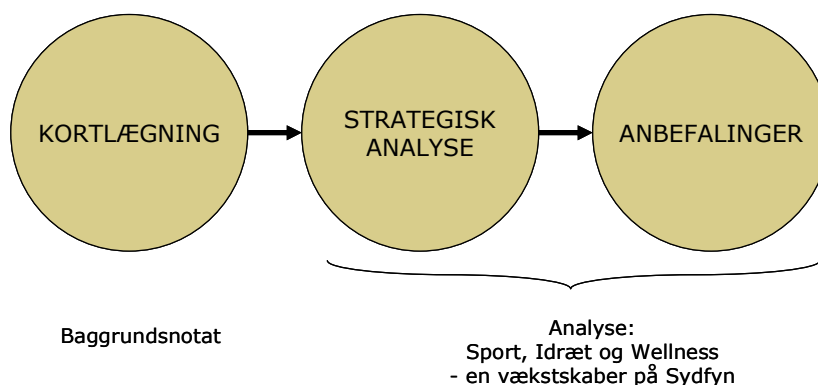 KORTLÆGNING
STRATEGISK
ANALYSE
ANBEFALINGER
Baggrundsnotat
Analyse:
Sport, Idræt og Wellness
- en vækstskaber på Sydfyn